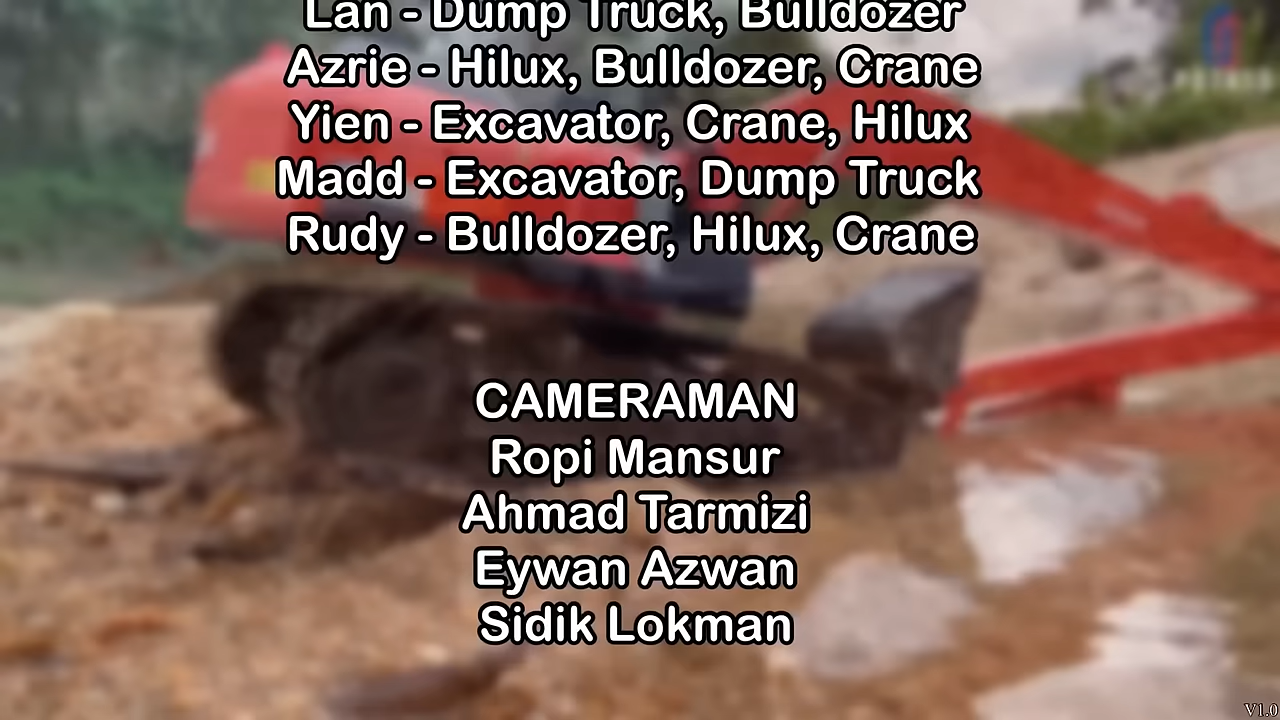 Lan - Dump Truck, Bulldozer
Azrie - Hilux, Bulldozer, Crane
Yien - Excavator, Crane, Hilux
Madd - Excavator, Dump Truck
Rudy - Bulldozer, Hilux, Crane
CAMERAMAN
Ropi Mansur
Ahmad Tarmizi
Eywan Azwan
Sidik Lokman
V1.0